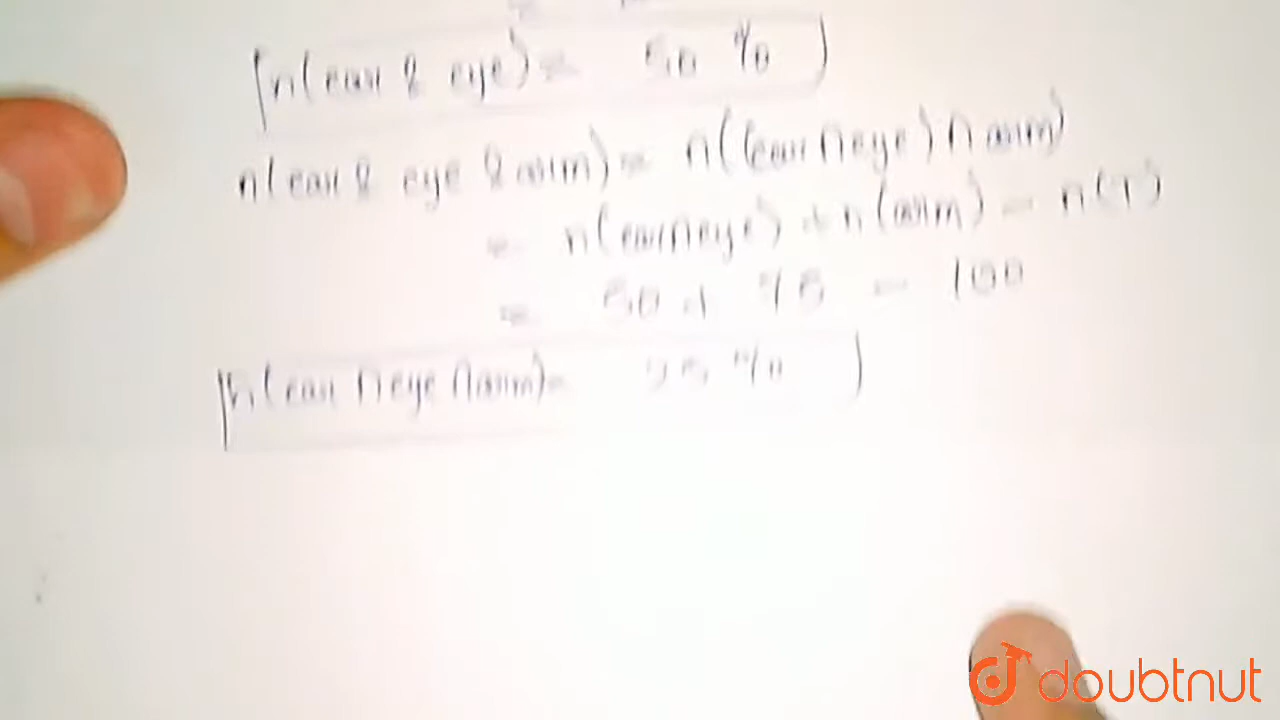 n(ear & eye) = 50 %
n(ear & eye & arm) = n((ear ∩ eye) ∩ arm)
= n(ear ∩ eye) + n(arm) - n(T)
= 50 + 75 - 100
n(ear ∩ eye ∩ arm) = 25 %
doubtnut